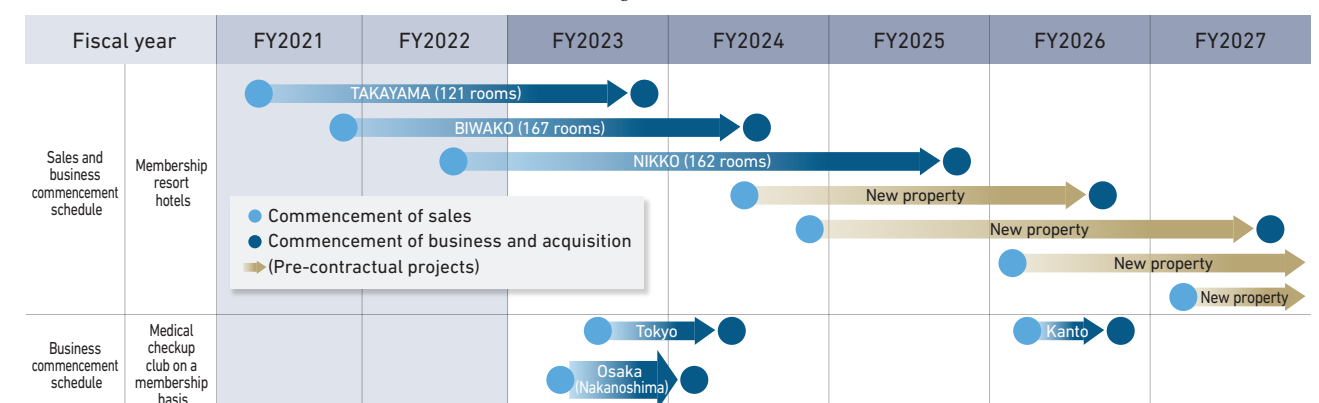 Fiscal year
FY2021
FY2022
FY2023
FY2024
FY2025
FY2026
FY2027
Sales and
business
commencement
schedule
Membership
resort
hotels
TAKAYAMA (121 rooms)
BIWAKO (167 rooms)
NIKKO (162 rooms)
New property
New property
New property
New property
Commencement of sales
Commencement of business and acquisition
(Pre-contractual projects)
Business
commencement
schedule
Medical
checkup
club on a
membership
basis
Tokyo
Kanto
Osaka
(Nakanoshima)